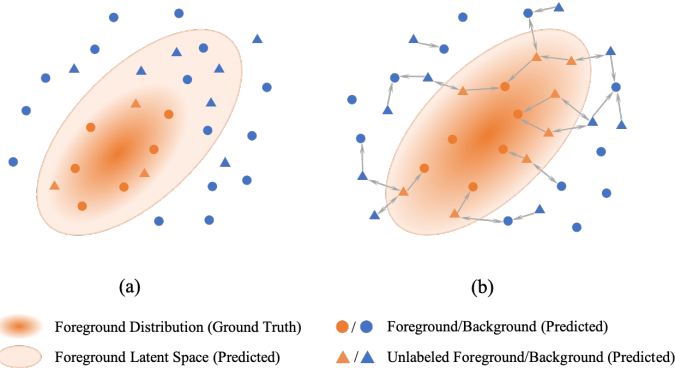 (a) (b)
Foreground Distribution (Ground Truth) / Foreground/Background (Predicted)
Foreground Latent Space (Predicted) / Unlabeled Foreground/Background (Predicted)